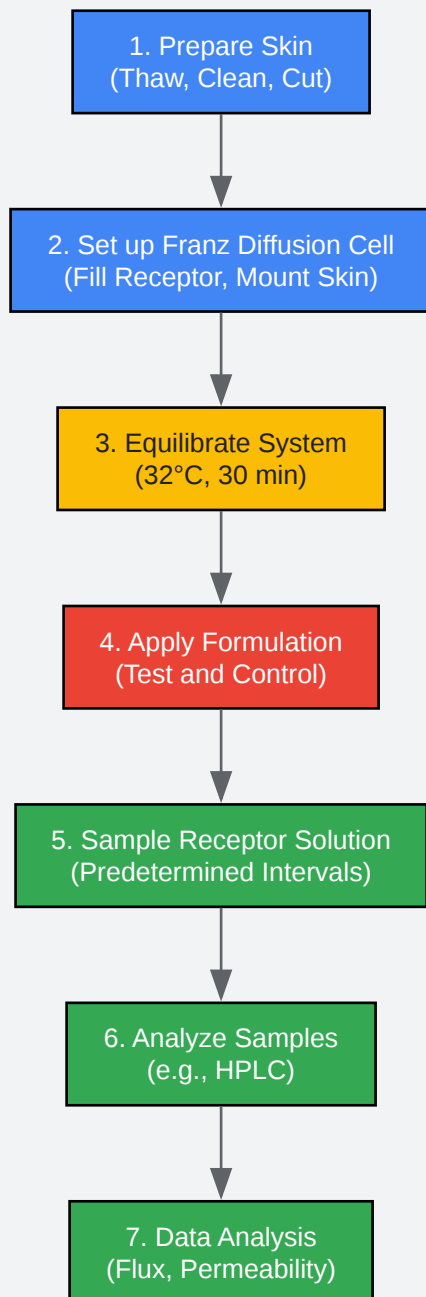 1. Prepare Skin
(Thaw, Clean, Cut)
2. Set up Franz Diffusion Cell
(Fill Receptor, Mount Skin)
3. Equilibrate System
(32°C, 30 min)
4. Apply Formulation
(Test and Control)
5. Sample Receptor Solution
(Predetermined Intervals)
6. Analyze Samples
(e.g., HPLC)
7. Data Analysis
(Flux, Permeability)